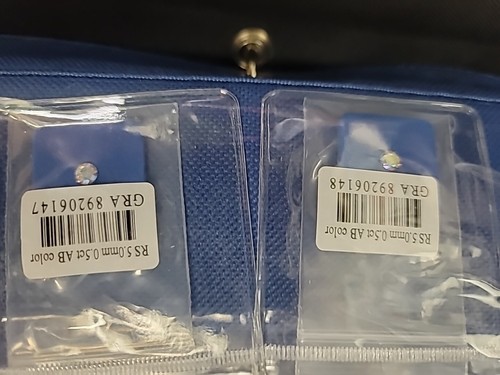 RS 5.0mm 0.5ct AB color
GRA 89206147
RS 5.0mm 0.5ct AB color
GRA 89206148